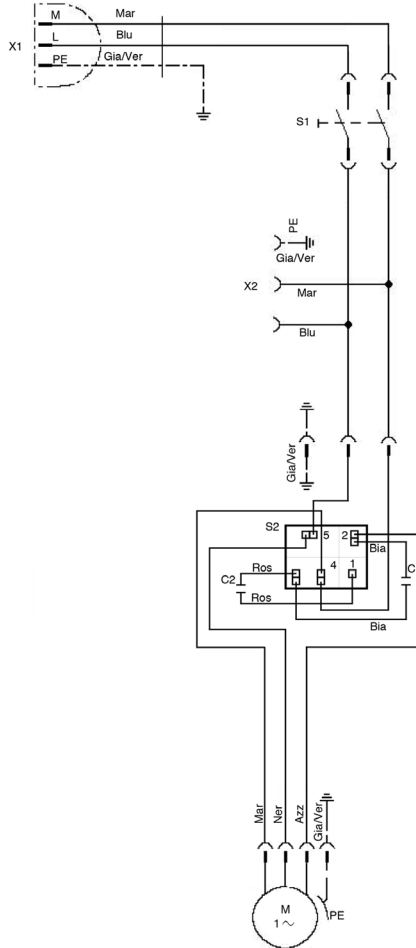 M
Mar
L
Blu
X1
PE
Gia/Ver
S1
PE
Gia/Ver
X2
Mar
Blu
Gia/Ver
S2
5
2
Bia
Ros
4
1
C2
C
Ros
Bia
Mar
Ner
Azz
Gia/Ver
M
1
PE